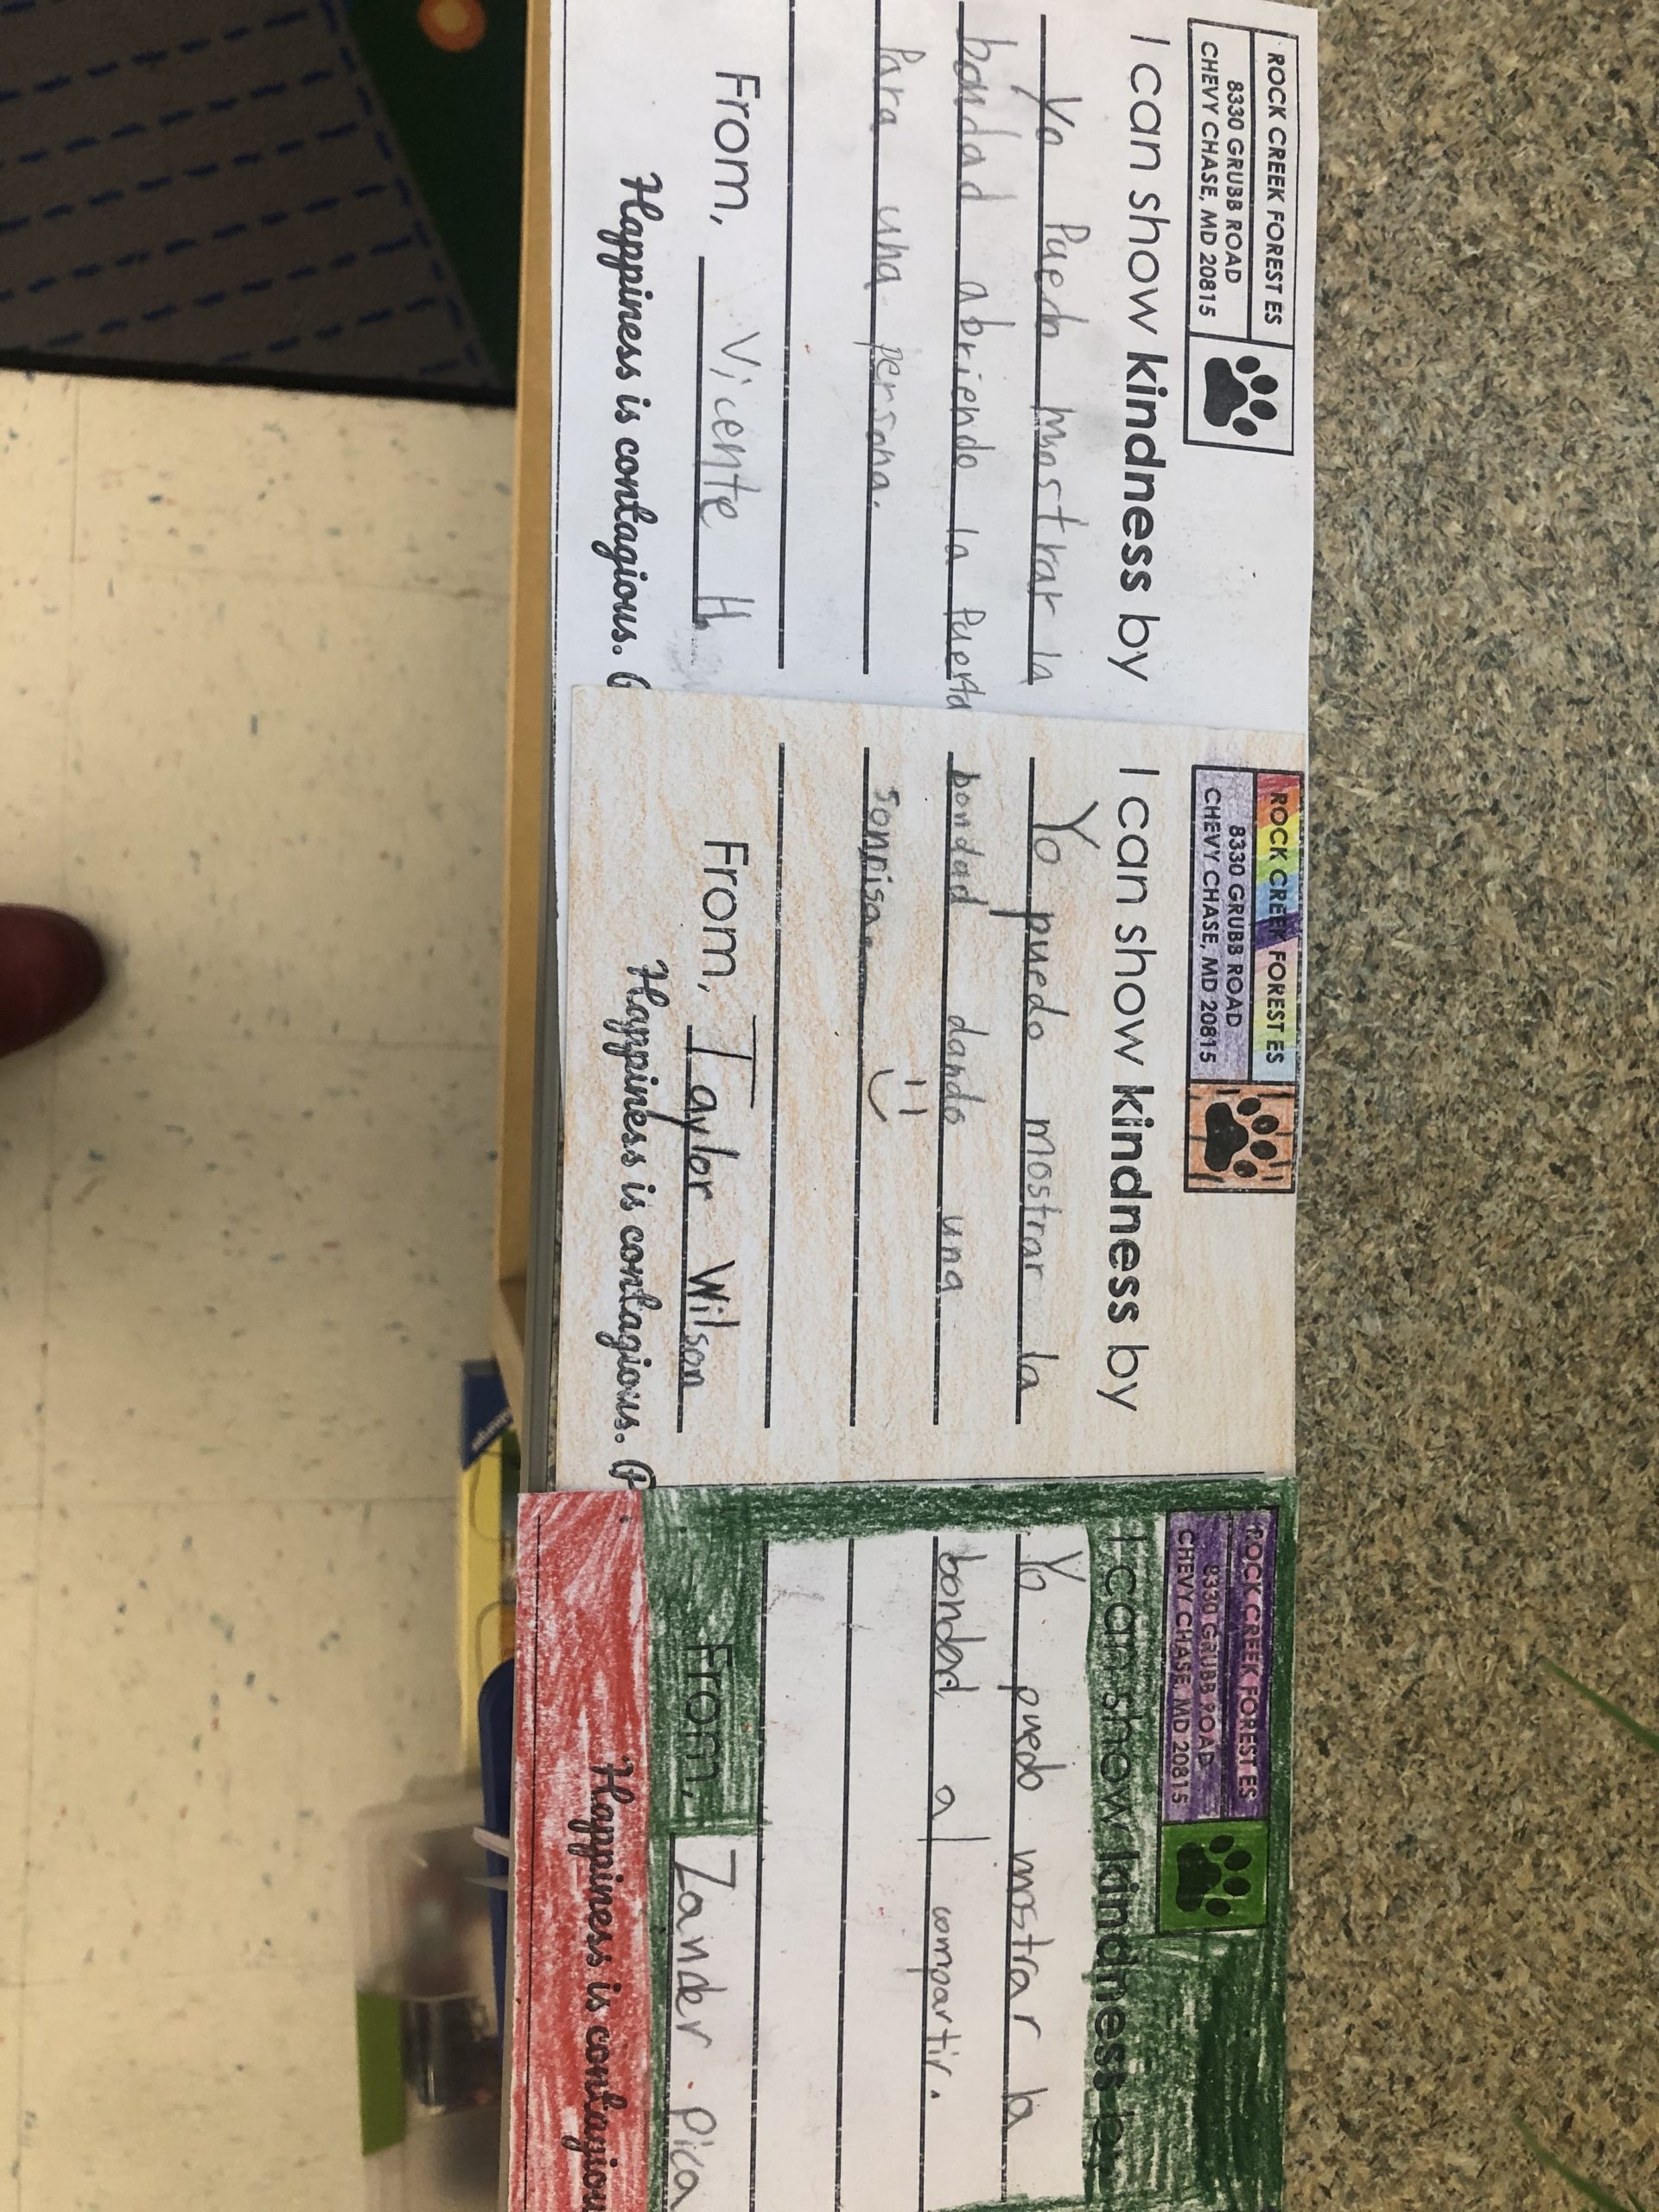 ROCK CREEK FOREST ES
8330 GRUBB ROAD
CHEVY CHASE, MD 20815
I can show kindness by
Yo Puedo mostrar la
bondad abriendo la Puerta
Para una persona.
From, Vicente H.
Happiness is contagious.
ROCK CREEK FOREST ES
8330 GRUBB ROAD
CHEVY CHASE, MD 20815
I can show kindness by
Yo puedo mostrar la
bondad dando una
sonrisa.
From, Taylor Wilson
Happiness is contagious.
ROCK CREEK FOREST ES
8330 GRUBB ROAD
CHEVY CHASE, MD 20815
I can show kindness
Yo puedo mostrar la
bondad al compartir.
From, Zander pica
Happiness is contagiou